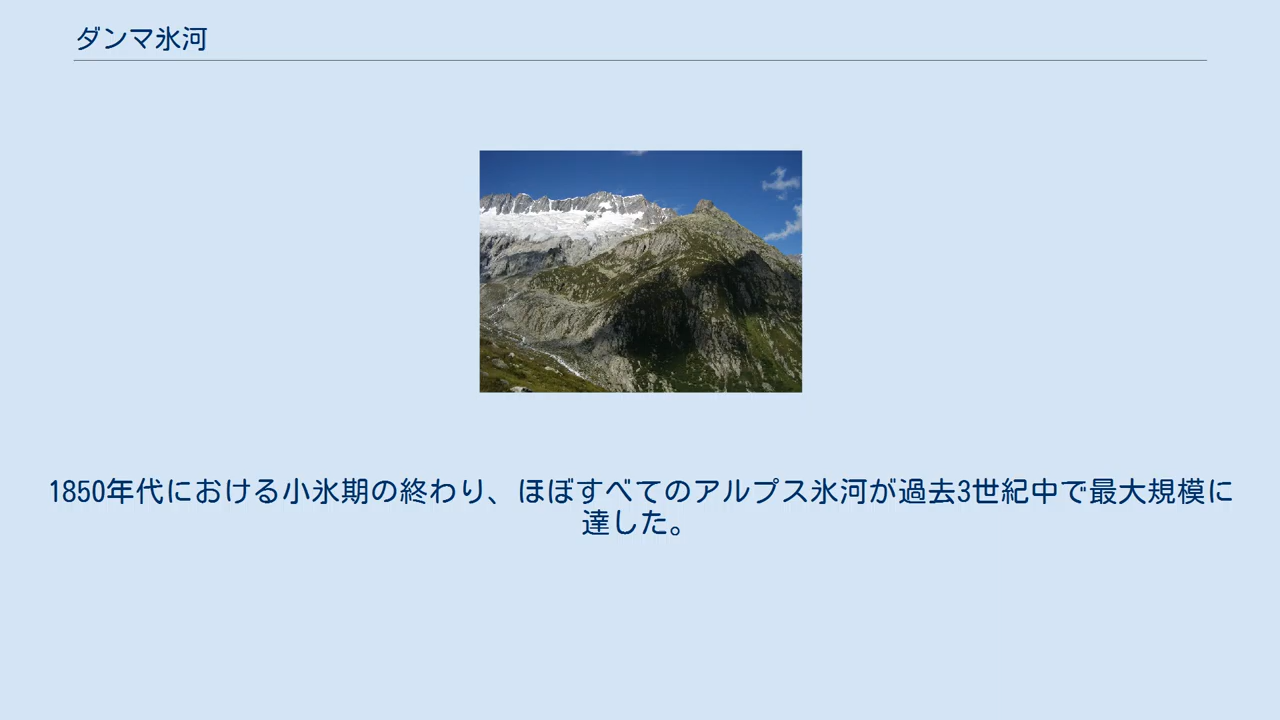 ダンマ氷河
1850年代における小氷期の終わり、ほぼすべてのアルプス氷河が過去3世紀中で最大規模に
達した。